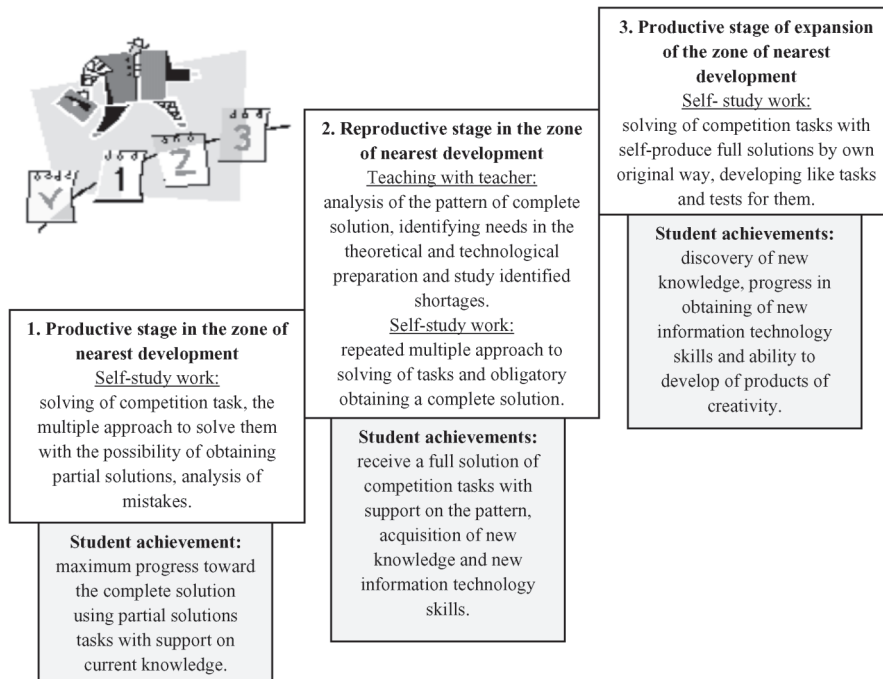 1
2
3
3. Productive stage of expansion
of the zone of nearest
development
Self- study work:
solving of competition tasks with
self-produce full solutions by own
original way, developing like tasks
and tests for them.
Student achievements:
discovery of new
knowledge, progress in
obtaining of new
information technology
skills and ability to
develop of products of
creativity.
2. Reproductive stage in the zone
of nearest development
Teaching with teacher:
analysis of the pattern of complete
solution, identifying needs in the
theoretical and technological
preparation and study identified
shortages.
Self-study work:
repeated multiple approach to
solving of tasks and obligatory
obtaining a complete solution.
Student achievements:
receive a full solution of
competition tasks with
support on the pattern,
acquisition of new
knowledge and new
information technology
skills.
1. Productive stage in the zone of
nearest development
Self-study work:
solving of competition task, the
multiple approach to solve them
with the possibility of obtaining
partial solutions, analysis of
mistakes.
Student achievement:
maximum progress toward
the complete solution
using partial solutions
tasks with support on
current knowledge.